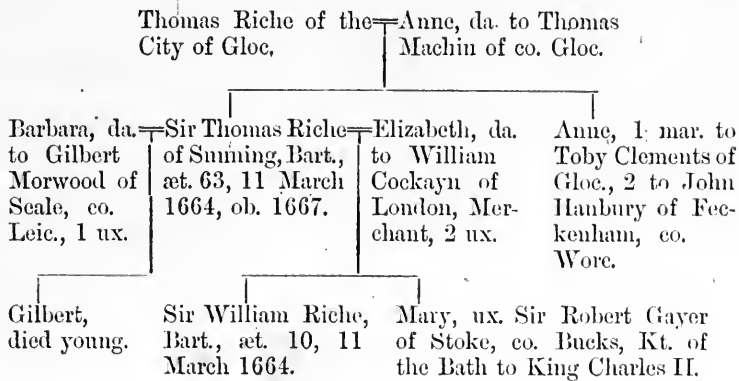 Thomas Riche of the
City of Gloc,
Anne, da. to Thomas
Machin of co. Gloc.
Barbara, da.
to Gilbert
Morwood of
Seale, co.
Leic., 1 ux.
Sir Thomas Riche
of Sunning, Bart.,
æt. 63, 11 March
1664, ob. 1667.
Elizabeth, da.
to William
Cockayn of
London, Mer-
chant, 2 ux.
Anne, 1 mar. to
Toby Clements of
Gloc., 2 to John
Hanbury of Fec-
kenham, co.
Worc.
Gilbert,
died young.
Sir William Riche,
Bart., æt. 10, 11
March 1664.
Mary, ux. Sir Robert Gayer
of Stoke, co. Bucks, Kt. of
the Bath to King Charles II.